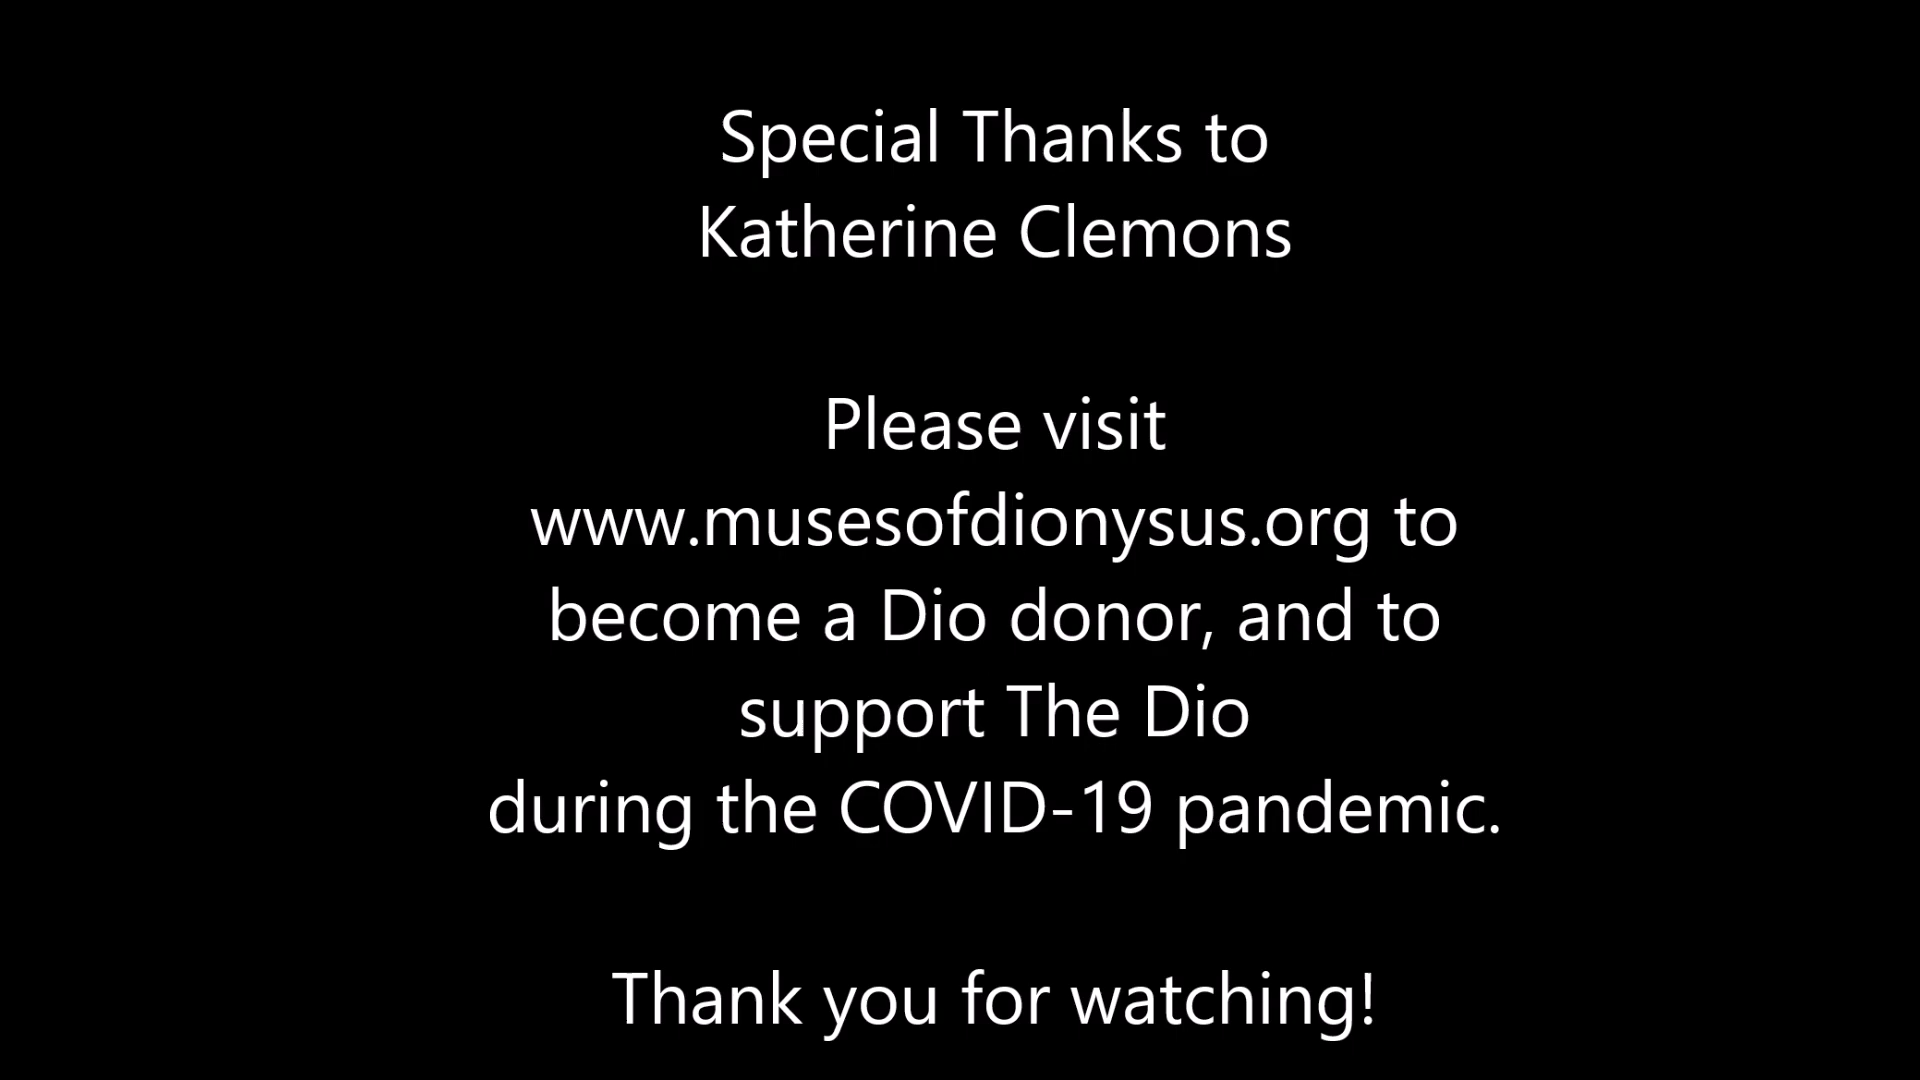 Special Thanks to
Katherine Clemons
Please visit
www.musesofdionysus.org to
become a Dio donor, and to
support The Dio
during the COVID-19 pandemic.
Thank you for watching!